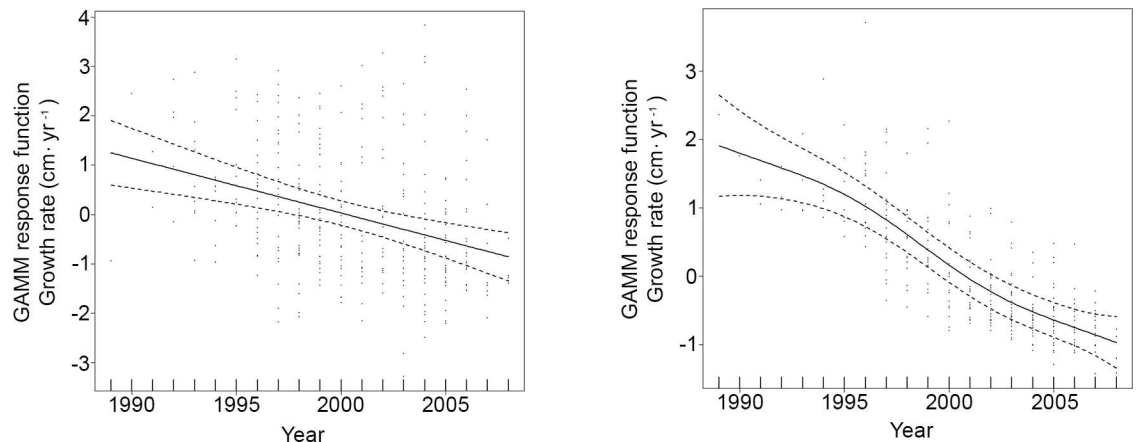 GAMM response function
Growth rate (cm· yr⁻¹)
4
3
2
1
0
-1
-2
-3
1990 1995 2000 2005
Year
GAMM response function
Growth rate (cm· yr⁻¹)
3
2
1
0
-1
1990 1995 2000 2005
Year